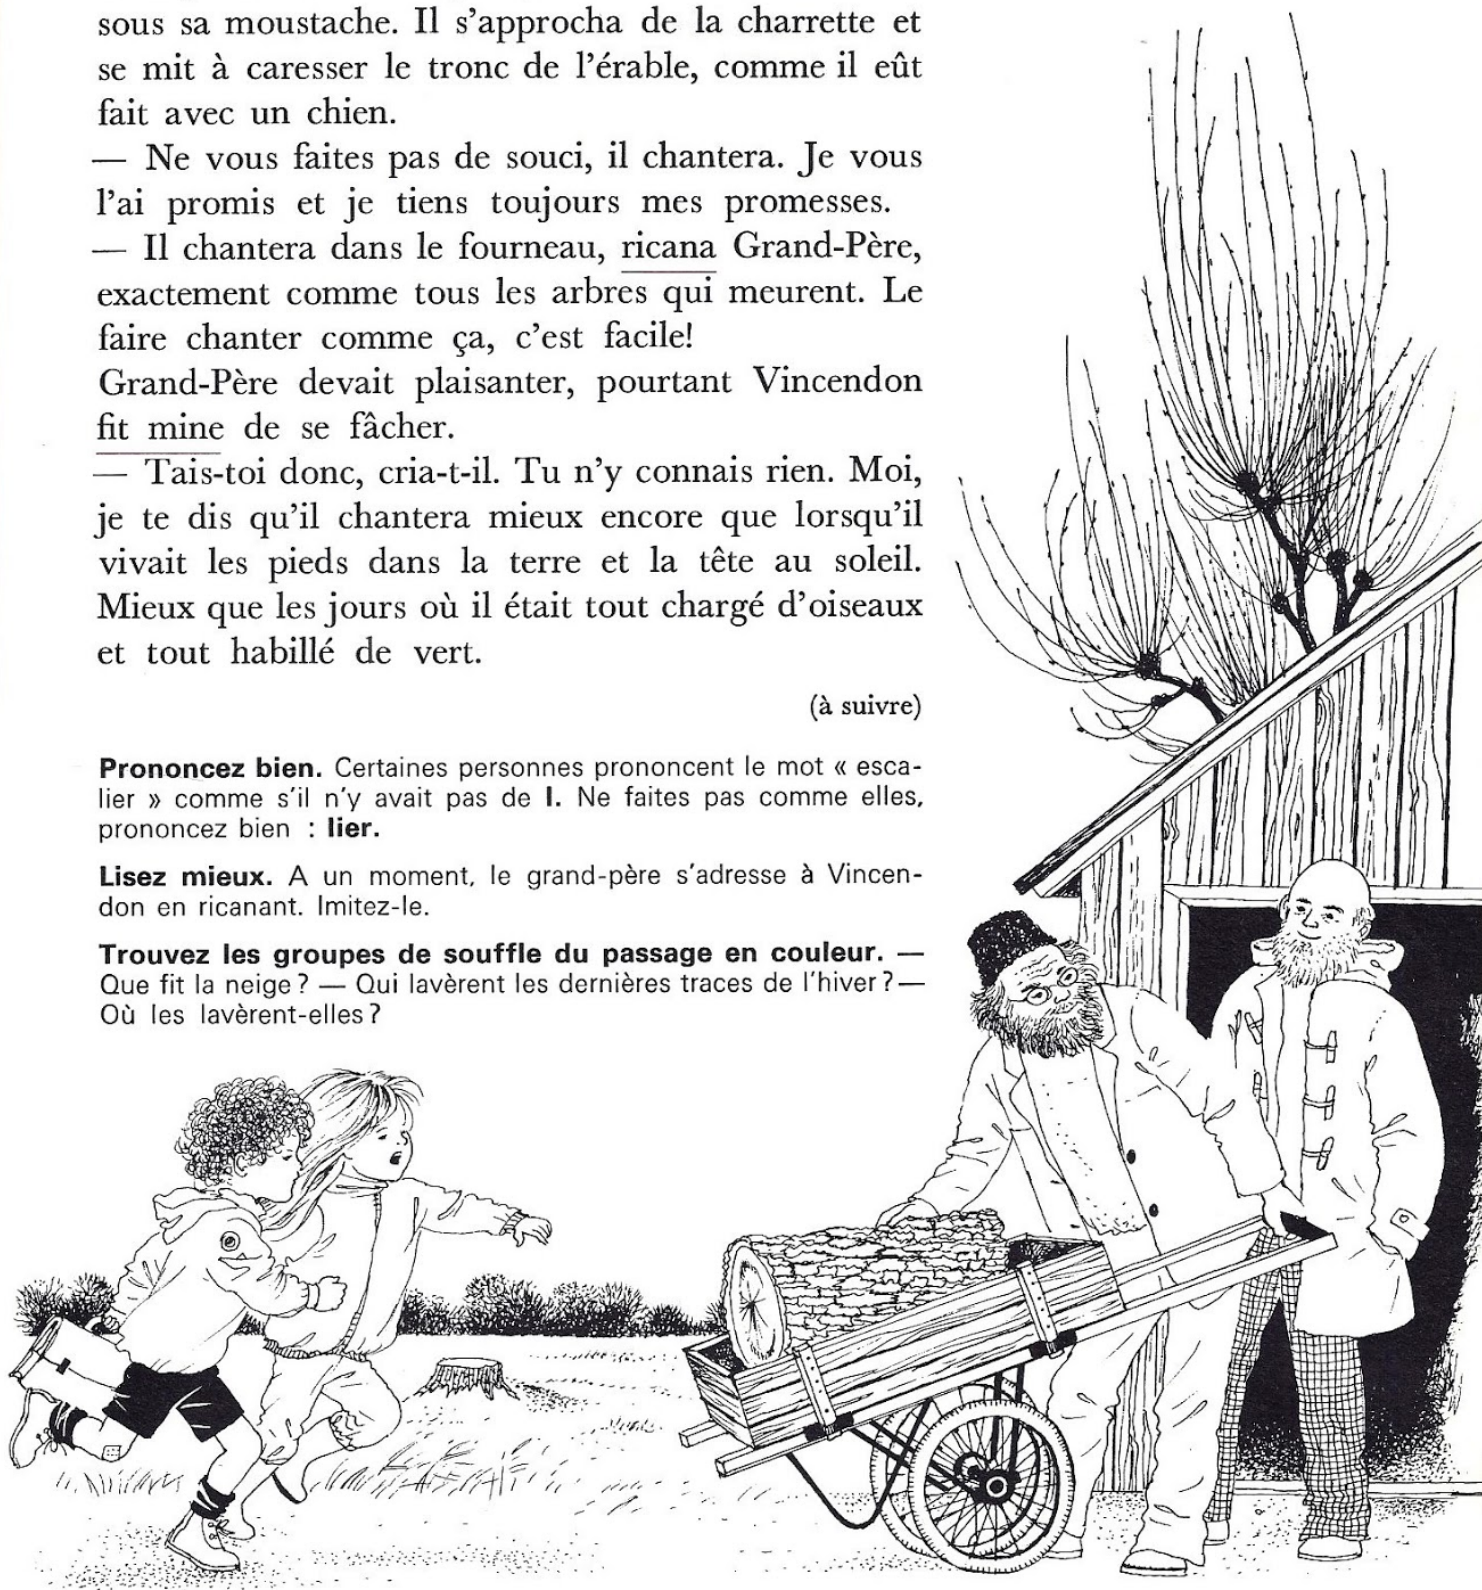 sous sa moustache. Il s'approcha de la charrette et
se mit à caresser le tronc de l'érable, comme il eût
fait avec un chien.
— Ne vous faites pas de souci, il chantera. Je vous
l'ai promis et je tiens toujours mes promesses.
— Il chantera dans le fourneau, ricana Grand-Père,
exactement comme tous les arbres qui meurent. Le
faire chanter comme ça, c'est facile!
Grand-Père devait plaisanter, pourtant Vincendon
fit mine de se fâcher.
— Tais-toi donc, cria-t-il. Tu n'y connais rien. Moi,
je te dis qu'il chantera mieux encore que lorsqu'il
vivait les pieds dans la terre et la tête au soleil.
Mieux que les jours où il était tout chargé d'oiseaux
et tout habillé de vert.
(à suivre)
Prononcez bien. Certaines personnes prononcent le mot « esca-
lier » comme s'il n'y avait pas de l. Ne faites pas comme elles,
prononcez bien : lier.
Lisez mieux. A un moment, le grand-père s'adresse à Vincen-
don en ricanant. Imitez-le.
Trouvez les groupes de souffle du passage en couleur. —
Que fit la neige ? — Qui lavèrent les dernières traces de l'hiver ? —
Où les lavèrent-elles ?